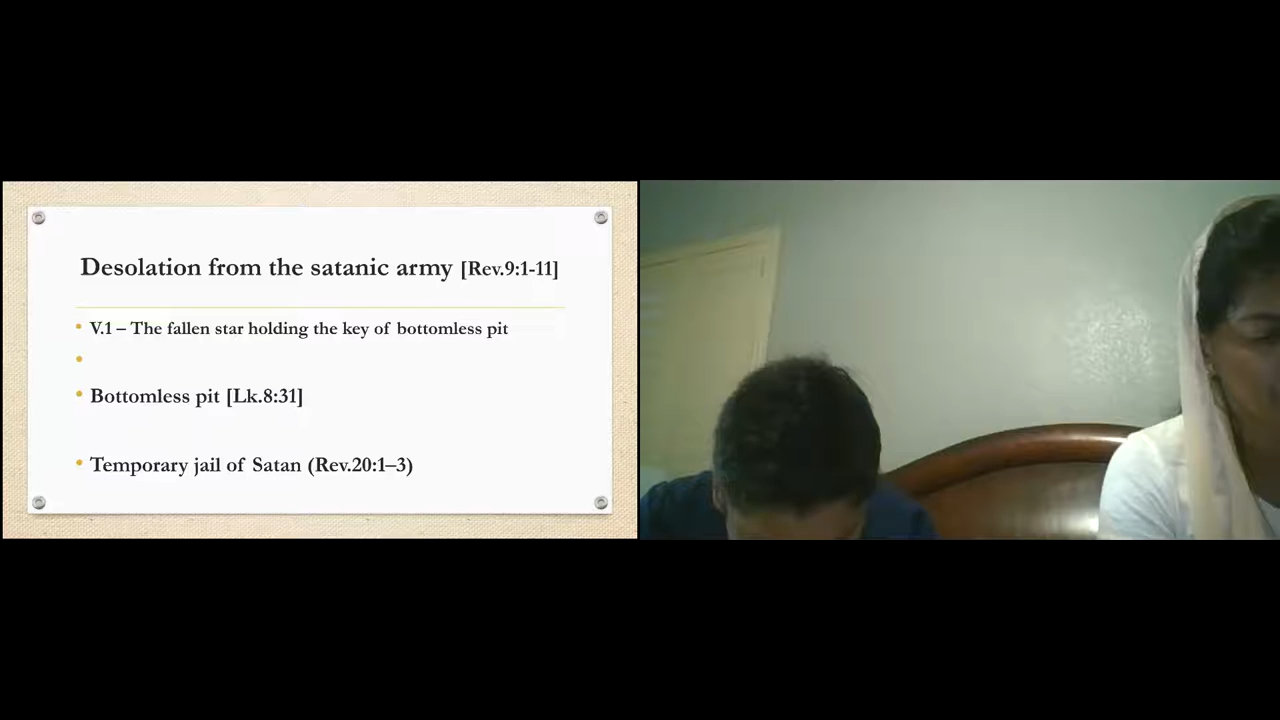 Desolation from the satanic army [Rev.9:1-11]
• V.1 – The fallen star holding the key of bottomless pit
•
• Bottomless pit [Lk.8:31]
• Temporary jail of Satan (Rev.20:1–3)